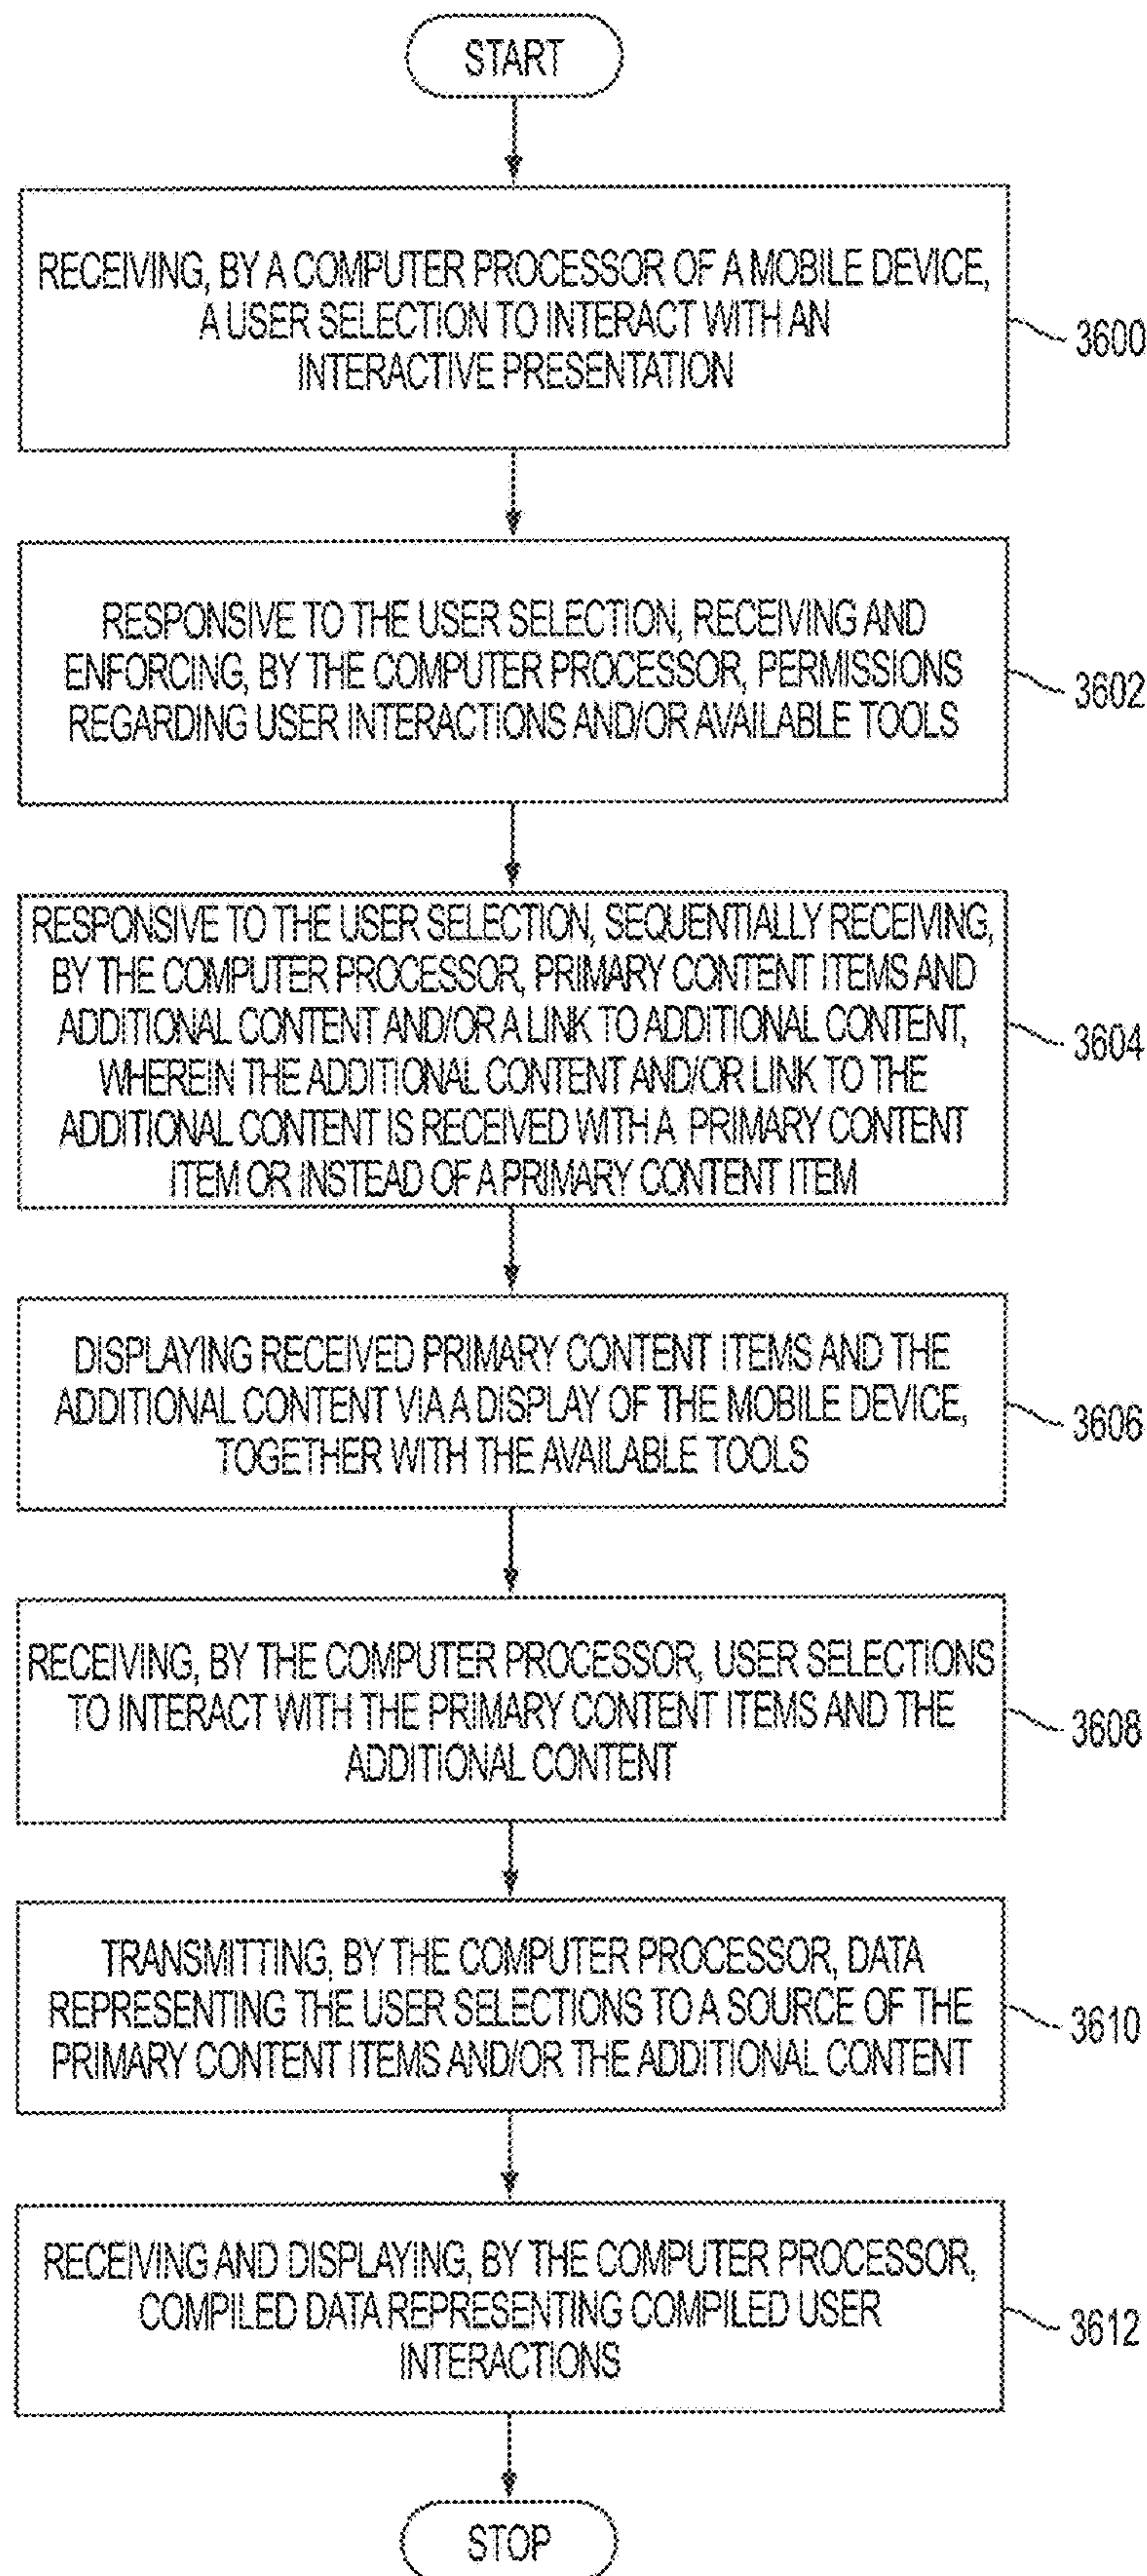 START
RECEIVING, BY A COMPUTER PROCESSOR OF A MOBILE DEVICE,
A USER SELECTION TO INTERACT WITH AN
INTERACTIVE PRESENTATION
3600
RESPONSIVE TO THE USER SELECTION, RECEIVING AND
ENFORCING, BY THE COMPUTER PROCESSOR, PERMISSIONS
REGARDING USER INTERACTIONS AND/OR AVAILABLE TOOLS
3602
RESPONSIVE TO THE USER SELECTION, SEQUENTIALLY RECEIVING,
BY THE COMPUTER PROCESSOR, PRIMARY CONTENT ITEMS AND
ADDITIONAL CONTENT AND/OR A LINK TO ADDITIONAL CONTENT,
WHEREIN THE ADDITIONAL CONTENT AND/OR LINK TO THE
ADDITIONAL CONTENT IS RECEIVED WITH A PRIMARY CONTENT
ITEM OR INSTEAD OF A PRIMARY CONTENT ITEM
3604
DISPLAYING RECEIVED PRIMARY CONTENT ITEMS AND THE
ADDITIONAL CONTENT VIA A DISPLAY OF THE MOBILE DEVICE,
TOGETHER WITH THE AVAILABLE TOOLS
3606
RECEIVING, BY THE COMPUTER PROCESSOR, USER SELECTIONS
TO INTERACT WITH THE PRIMARY CONTENT ITEMS AND THE
ADDITIONAL CONTENT
3608
TRANSMITTING, BY THE COMPUTER PROCESSOR, DATA
REPRESENTING THE USER SELECTIONS TO A SOURCE OF THE
PRIMARY CONTENT ITEMS AND/OR THE ADDITIONAL CONTENT
3610
RECEIVING AND DISPLAYING, BY THE COMPUTER PROCESSOR,
COMPILED DATA REPRESENTING COMPILED USER
INTERACTIONS
3612
STOP